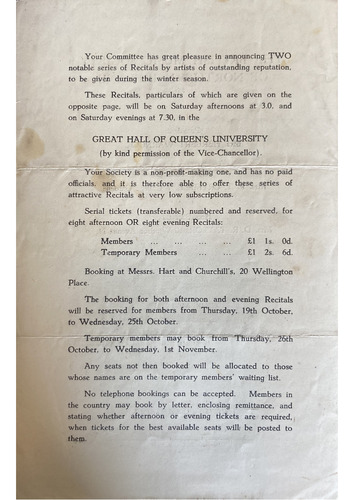 Your Committee has great pleasure in announcing TWO
notable series of Recitals by artists of outstanding reputation,
to be given during the winter season.
These Recitals, particulars of which are given on the
opposite page, will be on Saturday afternoons at 3.0, and
on Saturday evenings at 7.30, in the
GREAT HALL OF QUEEN'S UNIVERSITY
(by kind permission of the Vice-Chancellor).
Your Society is a non-profit-making one, and has no paid
officials, and it is therefore able to offer these series of
attractive Recitals at very low subscriptions.
Serial tickets (transferable) numbered and reserved, for
eight afternoon OR eight evening Recitals:
Members ... ... ... ... £1 1s. 0d.
Temporary Members ... ... £1 2s. 6d.
Booking at Messrs. Hart and Churchill's, 20 Wellington
Place.
The booking for both afternoon and evening Recitals
will be reserved for members from Thursday, 19th October,
to Wednesday, 25th October.
Temporary members may book from Thursday, 26th
October, to Wednesday, 1st November.
Any seats not then booked will be allocated to those
whose names are on the temporary members' waiting list.
No telephone bookings can be accepted. Members in
the country may book by letter, enclosing remittance, and
stating whether afternoon or evening tickets are required,
when tickets for the best available seats will be posted to
them.